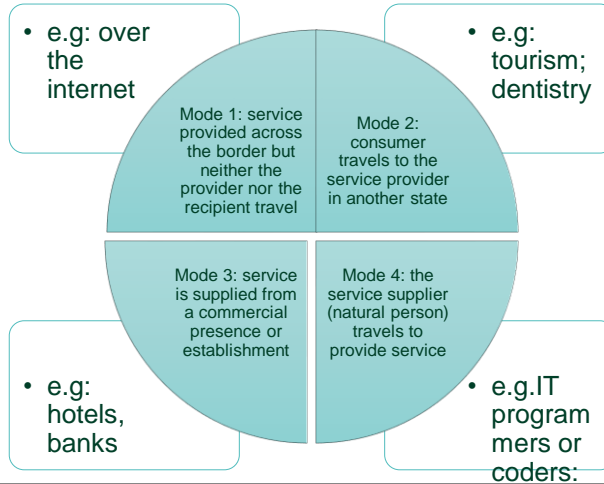 • e.g: over
the
internet
• e.g:
tourism;
dentistry
Mode 1: service
provided across
the border but
neither the
provider nor the
recipient travel
Mode 2:
consumer
travels to the
service provider
in another state
Mode 3: service
is supplied from
a commercial
presence or
establishment
Mode 4: the
service supplier
(natural person)
travels to
provide service
• e.g:
hotels,
banks
• e.g.IT
program
mers or
coders: